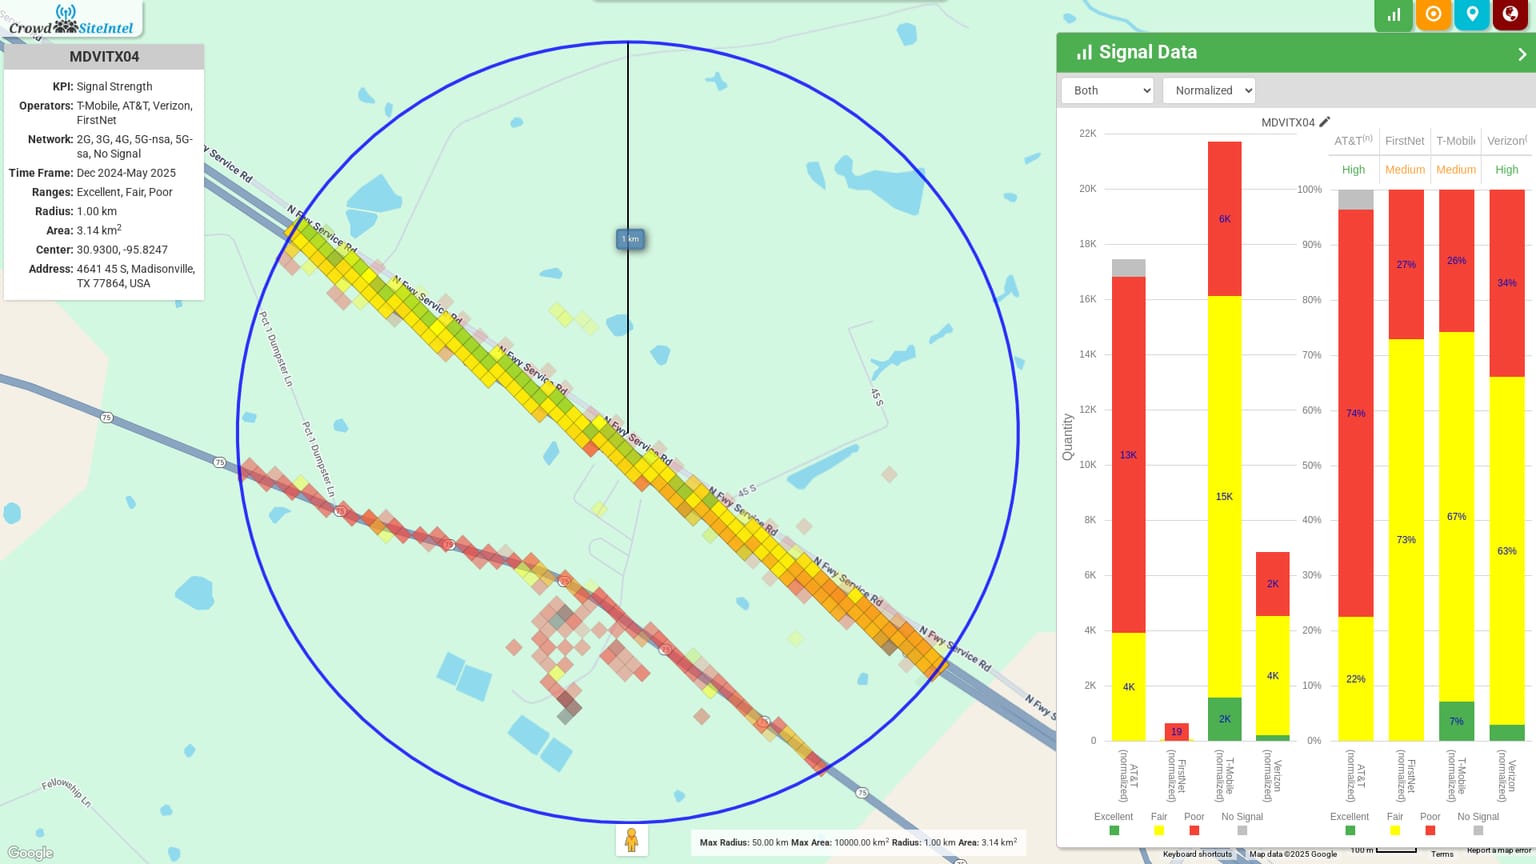 Crowd SiteIntel
MDVITX04
KPI: Signal Strength
Operators: T-Mobile, AT&T, Verizon,
FirstNet
Network: 2G, 3G, 4G, 5G-nsa, 5G-
sa, No Signal
Time Frame: Dec 2024-May 2025
Ranges: Excellent, Fair, Poor
Radius: 1.00 km
Area: 3.14 km²
Center: 30.9300, -95.8247
Address: 4641 45 S, Madisonville,
TX 77864, USA
y Service Rd
N Fwy Service Rd
N Fwy Service Rd
N Fwy Service Rd
N Fwy Service Rd
N Fwy Service Rd
N Fwy Service Rd
N Fwy Service Rd
N Fwy S
1 km
Pct 1 Dumpster Ln
Pct 1 Dumpster Ln
45 S
45 S
75
75
75
75
75
75
75
75
75
Fellowship Ln
Google
Max Radius: 50.00 km Max Area: 10000.00 km² Radius: 1.00 km Area: 3.14 km²
Signal Data
Both
Normalized
MDVITX04
AT&T(n) FirstNet T-Mobile Verizon(
High Medium Medium High
Quantity
22K
20K
18K
16K
14K
12K
10K
8K
6K
4K
2K
0
13K
4K
19
6K
15K
2K
2K
4K
AT&T (normalized)
FirstNet (normalized)
T-Mobile (normalized)
Verizon (normalized)
Excellent Fair Poor No Signal
100%
90%
80%
70%
60%
50%
40%
30%
20%
10%
0%
74%
22%
27%
73%
26%
67%
7%
34%
63%
AT&T (normalized)
FirstNet (normalized)
T-Mobile (normalized)
Verizon (normalized)
Excellent Fair Poor No Signal
Keyboard shortcuts Map data ©2025 Google 100 m Terms Report a map error